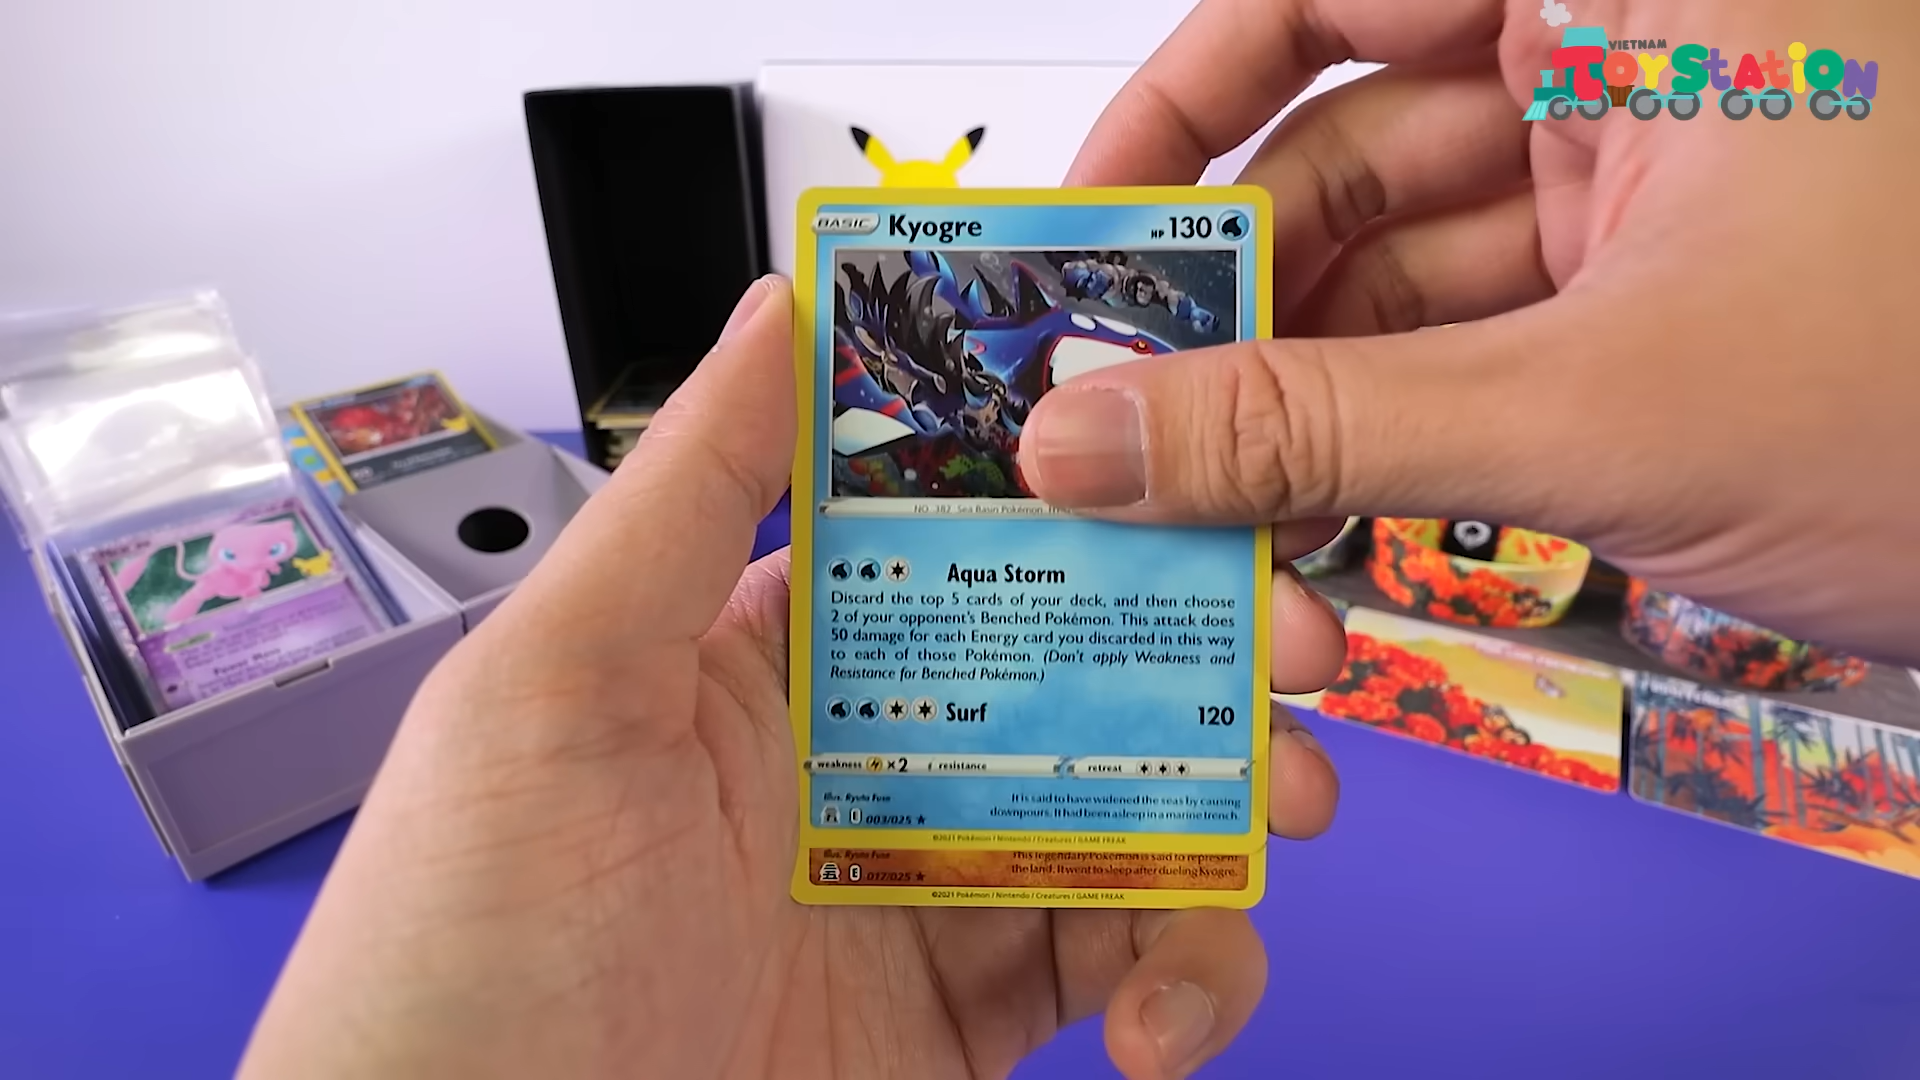 VIETNAM
ToyStation
BASIC Kyogre HP 130
NO. 382 Sea Basin Pokémon
Aqua Storm
Discard the top 5 cards of your deck, and then choose
2 of your opponent's Benched Pokémon. This attack does
50 damage for each Energy card you discarded in this way
to each of those Pokémon. (Don't apply Weakness and
Resistance for Benched Pokémon.)
Surf 120
weakness ×2 resistance retreat
Illus. Ryota Fuse
It is said to have widened the seas by causing
downpours. It had been asleep in a marine trench.
E 003/025 ★
©2021 Pokémon / Nintendo / Creatures / GAME FREAK
Illus. Ryota Fuse
This legendary Pokémon is said to represent
the land. It went to sleep after dueling Kyogre.
E 017/025 ★
©2021 Pokémon / Nintendo / Creatures / GAME FREAK
Power Move